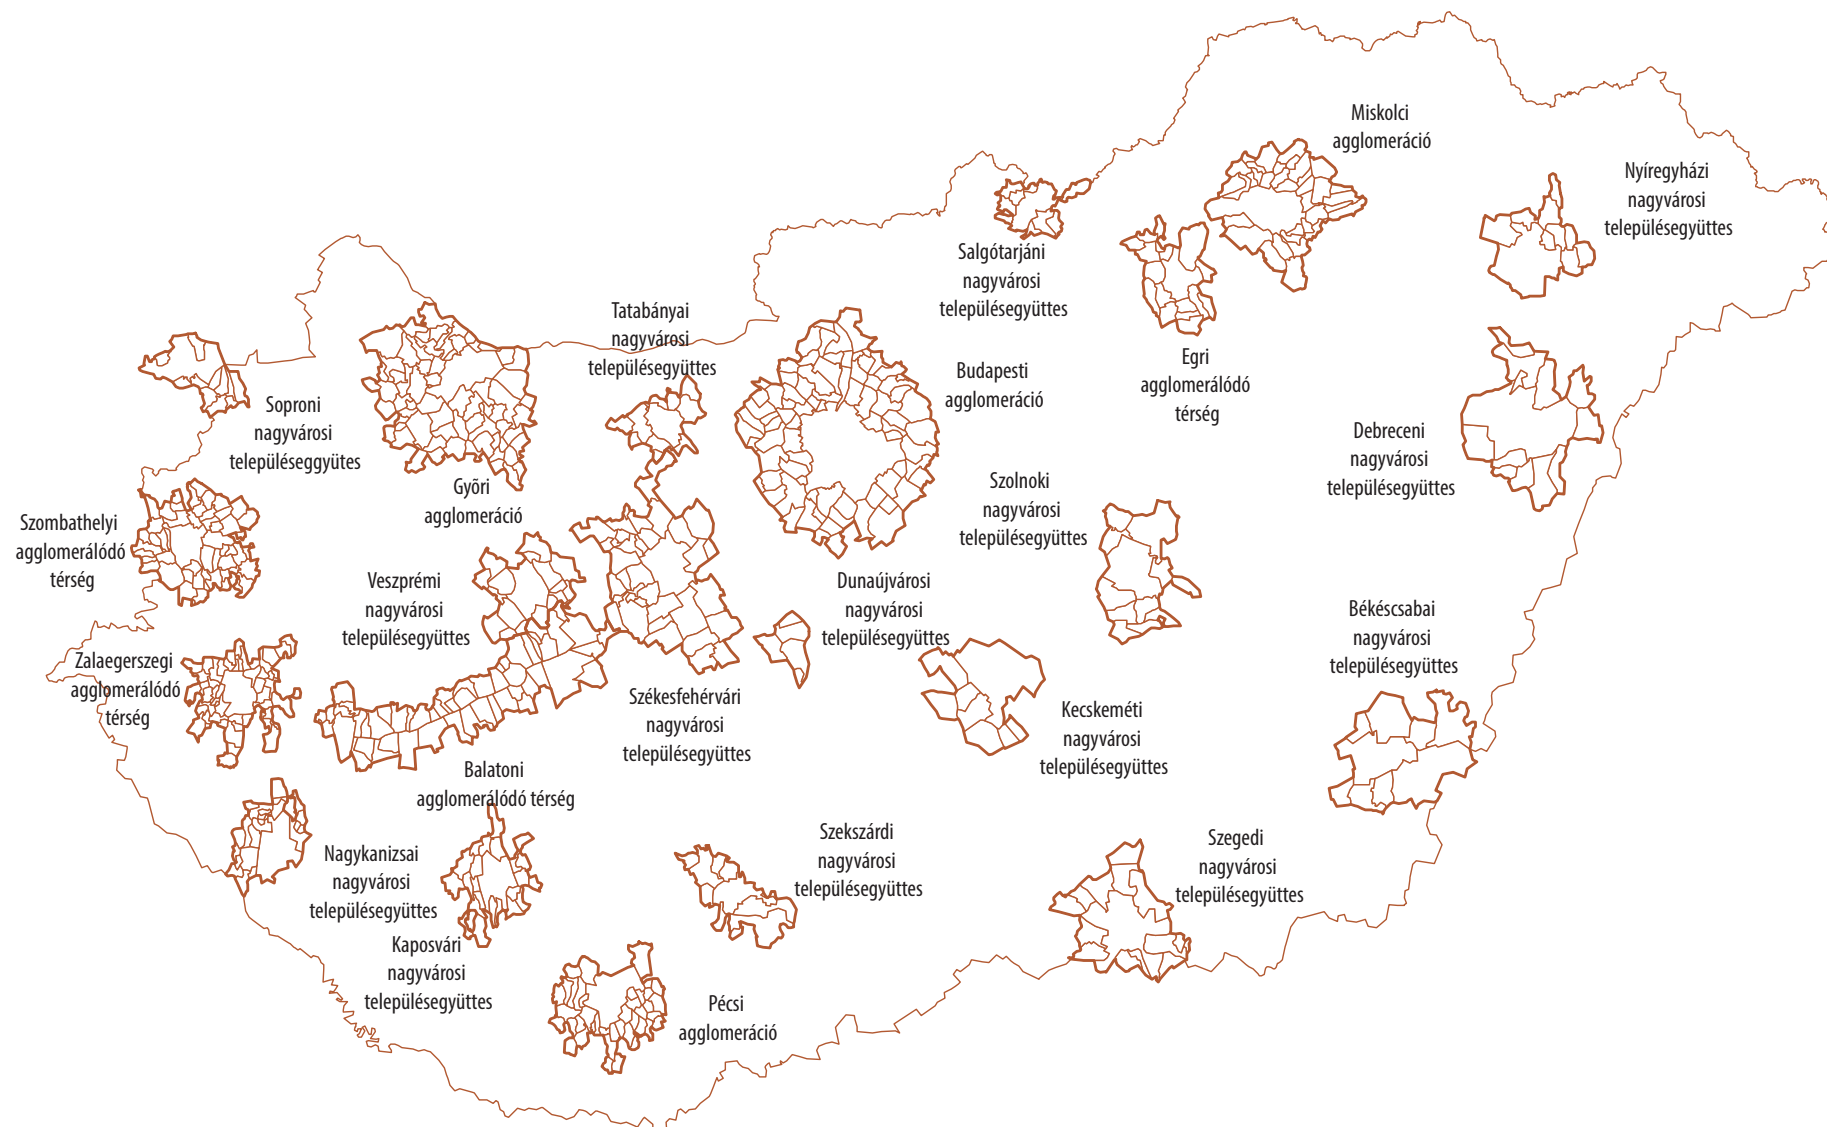 Miskolci
agglomeráció
Nyíregyházi
nagyvárosi
településegyüttes
Salgótarjáni
nagyvárosi
településegyüttes
Tatabányai
nagyvárosi
településegyüttes
Egri
agglomerálódó
térség
Budapesti
agglomeráció
Soproni
nagyvárosi
településeggyütes
Debreceni
nagyvárosi
településegyüttes
Győri
agglomeráció
Szolnoki
nagyvárosi
településegyüttes
Szombathelyi
agglomerálódó
térség
Veszprémi
nagyvárosi
településegyüttes
Dunaújvárosi
nagyvárosi
településegyüttes
Békéscsabai
nagyvárosi
településegyüttes
Zalaegerszegi
agglomerálódó
térség
Székesfehérvári
nagyvárosi
településegyüttes
Kecskeméti
nagyvárosi
településegyüttes
Balatoni
agglomerálódó térség
Szekszárdi
nagyvárosi
településegyüttes
Szegedi
nagyvárosi
településegyüttes
Nagykanizsai
nagyvárosi
településegyüttes
Kaposvári
nagyvárosi
településegyüttes
Pécsi
agglomeráció